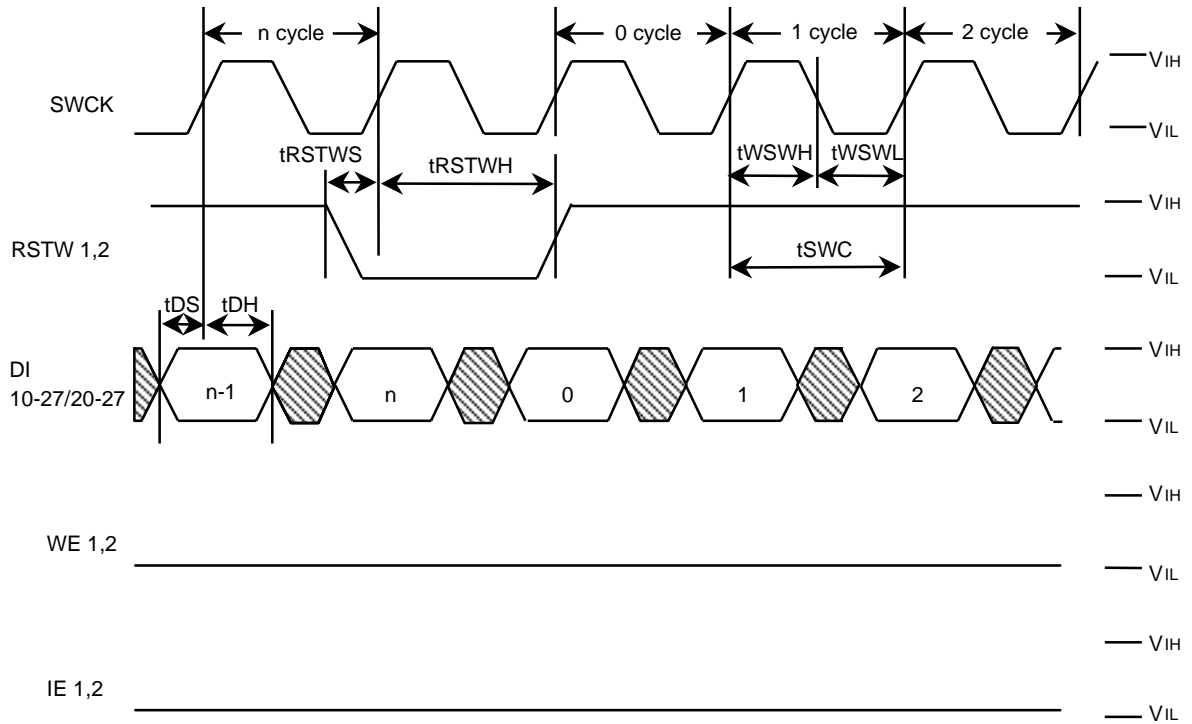 n cycle 0 cycle 1 cycle 2 cycle
VIH
SWCK
VIL
tRSTWS tRSTWH tWSWH tWSWL
VIH
RSTW 1,2
tSWC
VIL
tDS tDH
VIH
DI
10-27/20-27
n-1 n 0 1 2
VIL
VIH
WE 1,2
VIL
VIH
IE 1,2
VIL